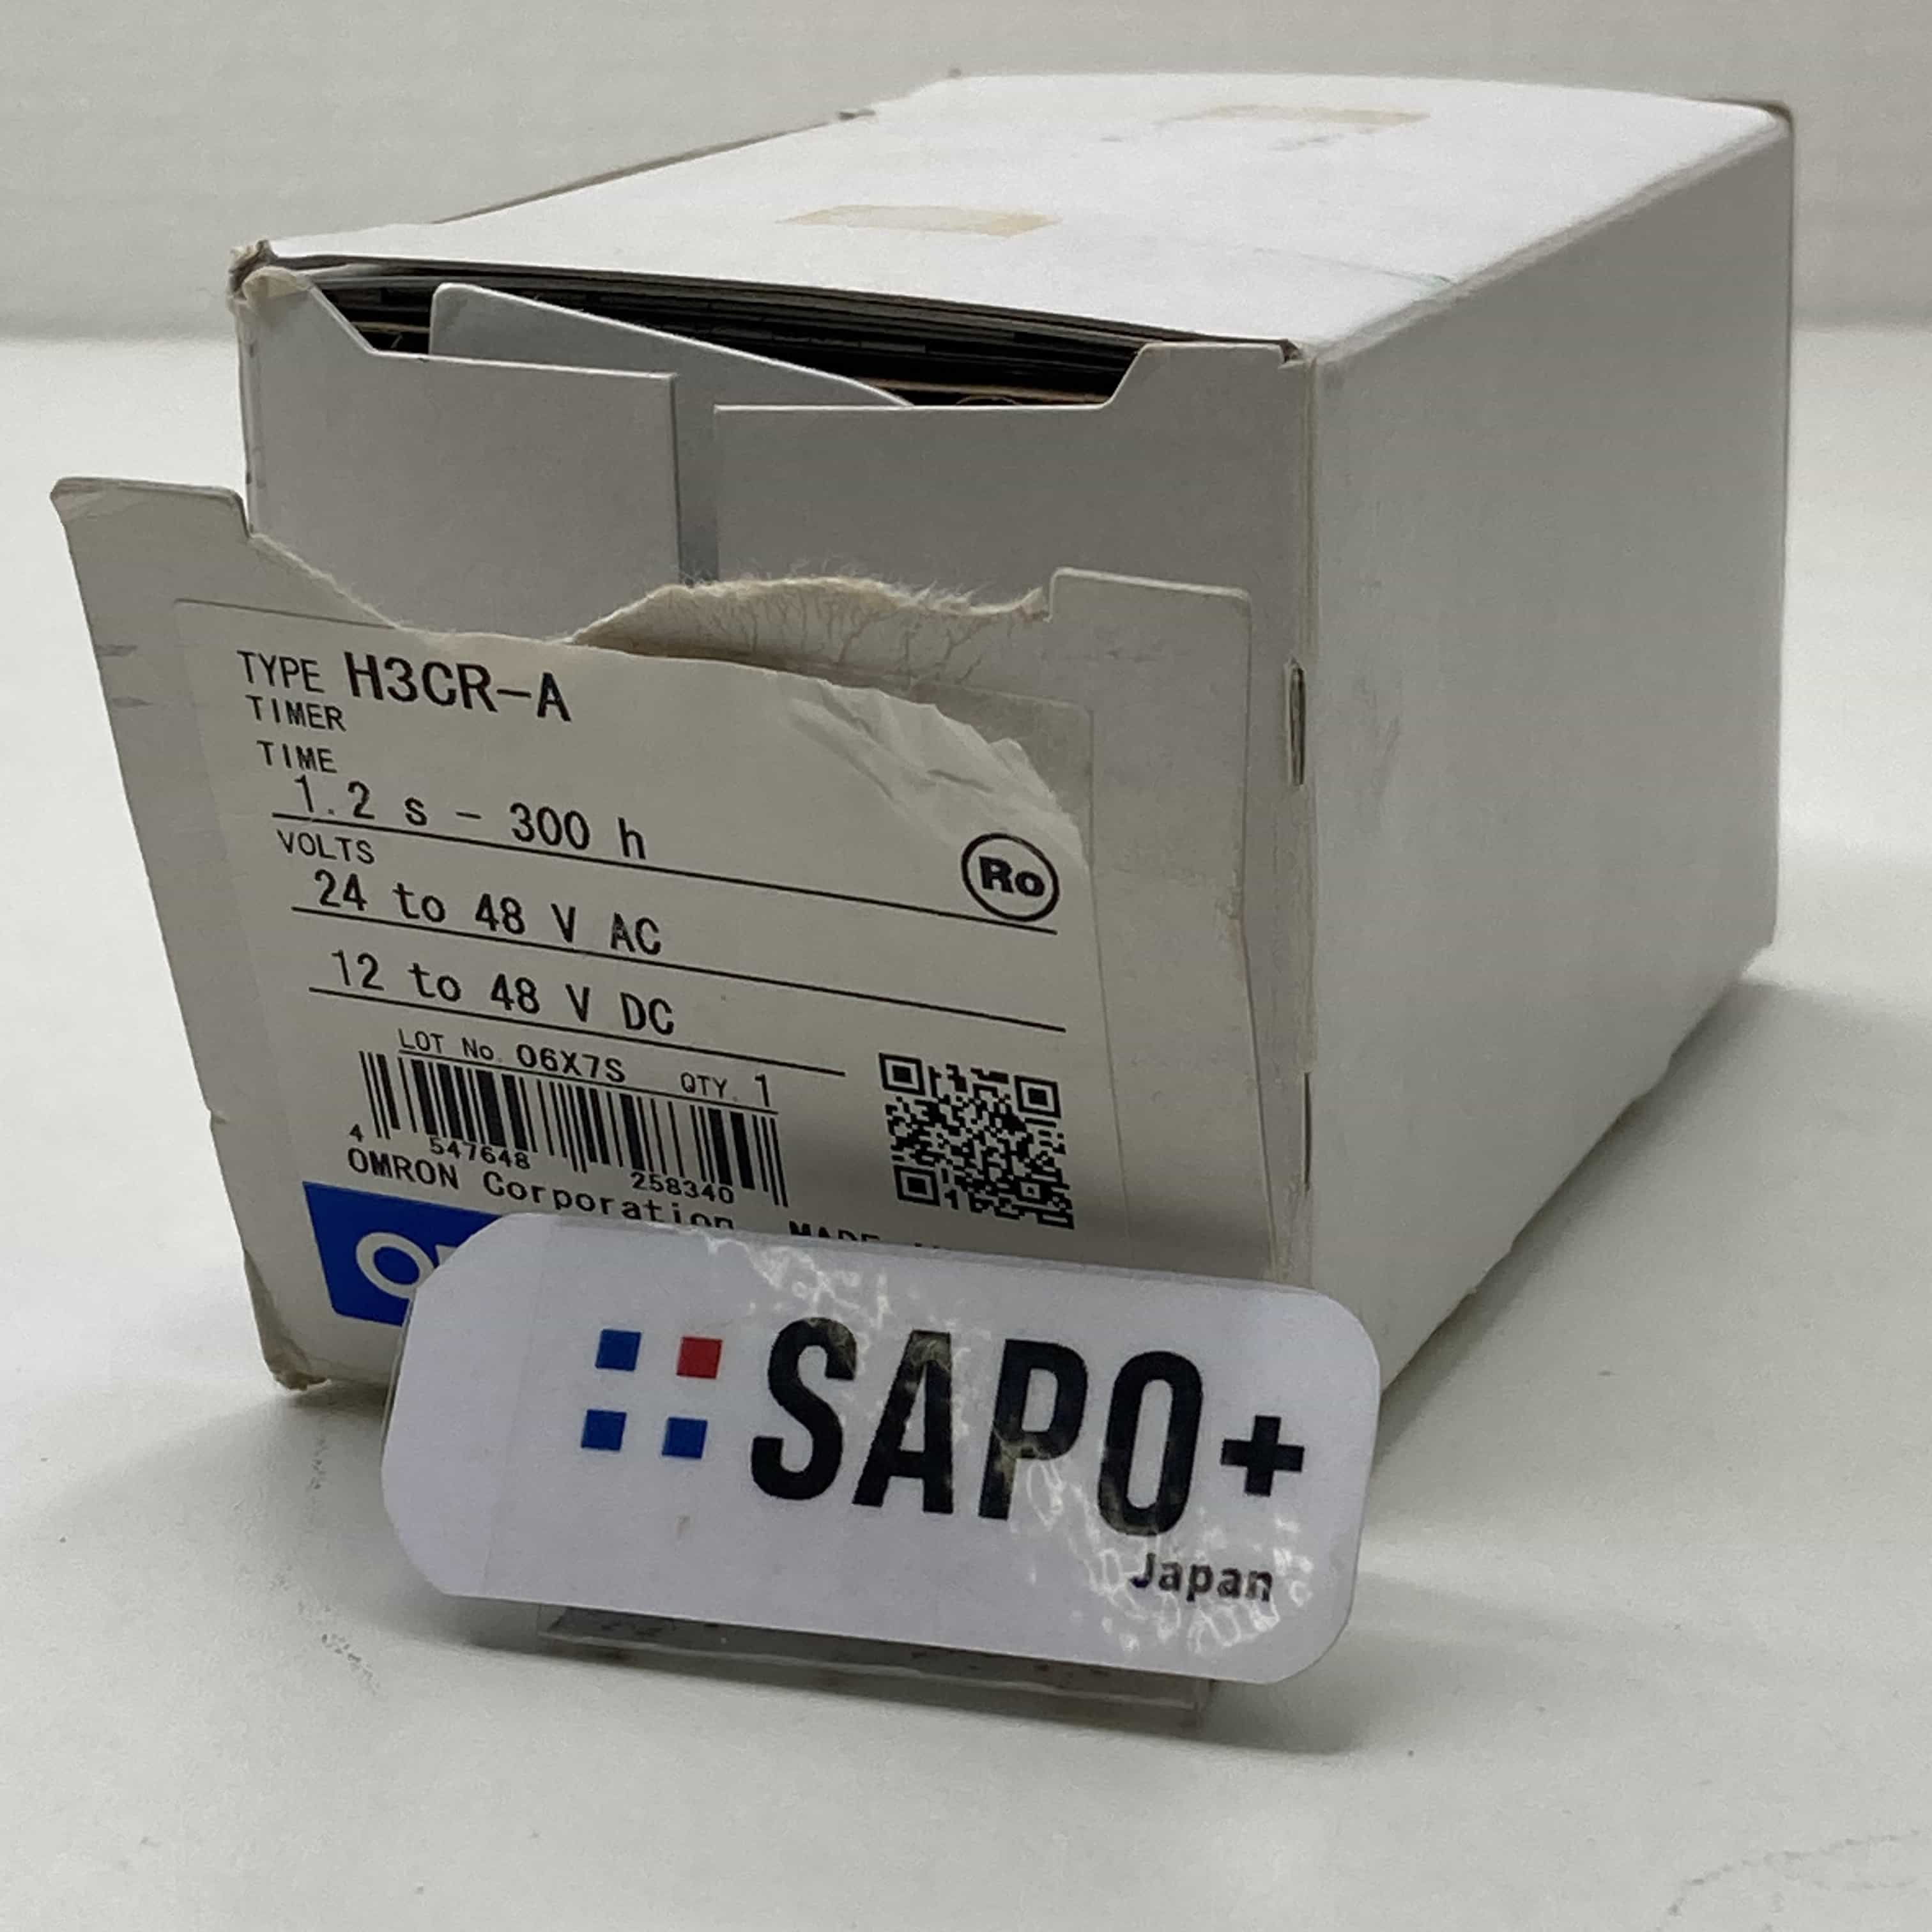 TYPE H3CR-A
TIMER
TIME
1.2 s - 300 h
VOLTS
24 to 48 V AC
12 to 48 V DC
Ro
LOT No. 06X7S QTY. 1
4 547648 258340
OMRON Corporation MADE
SAPO+
Japan